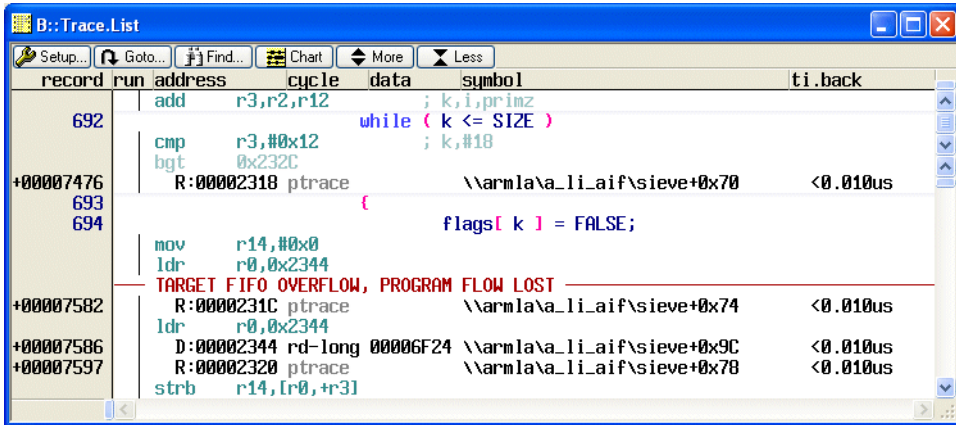 B::Trace.List
Setup... Goto... Find... Chart More Less
record run address cycle data symbol ti.back
add r3,r2,r12 ; k,i,primz
692 while ( k <= SIZE )
cmp r3,#0x12 ; k,#18
bgt 0x232C
+00007476 R:00002318 ptrace \\armla\a_li_aif\sieve+0x70 <0.010us
693 {
694 flags[ k ] = FALSE;
mov r14,#0x0
ldr r0,0x2344
TARGET FIFO OVERFLOW, PROGRAM FLOW LOST
+00007582 R:0000231C ptrace \\armla\a_li_aif\sieve+0x74 <0.010us
ldr r0,0x2344
+00007586 D:00002344 rd-long 00006F24 \\armla\a_li_aif\sieve+0x9C <0.010us
+00007597 R:00002320 ptrace \\armla\a_li_aif\sieve+0x78 <0.010us
strb r14,[r0,+r3]